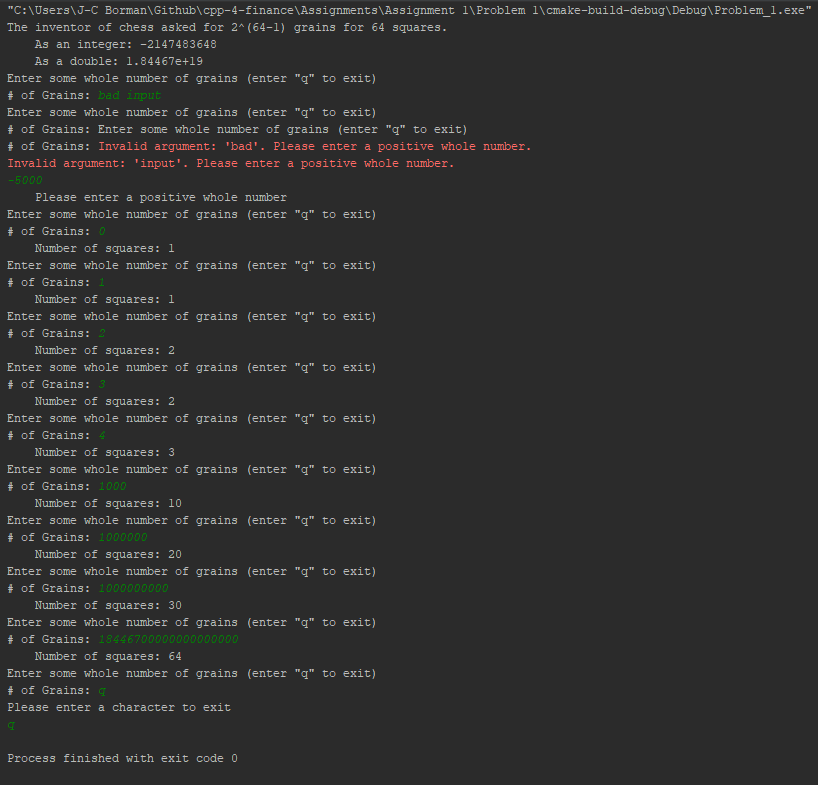 "C:\Users\J-C Borman\Github\cpp-4-finance\Assignments\Assignment 1\Problem 1\cmake-build-debug\Debug\Problem_1.exe"
The inventor of chess asked for 2^(64-1) grains for 64 squares.
    As an integer: -2147483648
    As a double: 1.84467e+19
Enter some whole number of grains (enter "q" to exit)
# of Grains: bad input
Enter some whole number of grains (enter "q" to exit)
# of Grains: Enter some whole number of grains (enter "q" to exit)
# of Grains: Invalid argument: 'bad'. Please enter a positive whole number.
Invalid argument: 'input'. Please enter a positive whole number.
-5000
    Please enter a positive whole number
Enter some whole number of grains (enter "q" to exit)
# of Grains: 0
    Number of squares: 1
Enter some whole number of grains (enter "q" to exit)
# of Grains: 1
    Number of squares: 1
Enter some whole number of grains (enter "q" to exit)
# of Grains: 2
    Number of squares: 2
Enter some whole number of grains (enter "q" to exit)
# of Grains: 3
    Number of squares: 2
Enter some whole number of grains (enter "q" to exit)
# of Grains: 4
    Number of squares: 3
Enter some whole number of grains (enter "q" to exit)
# of Grains: 1000
    Number of squares: 10
Enter some whole number of grains (enter "q" to exit)
# of Grains: 1000000
    Number of squares: 20
Enter some whole number of grains (enter "q" to exit)
# of Grains: 1000000000
    Number of squares: 30
Enter some whole number of grains (enter "q" to exit)
# of Grains: 18446700000000000000
    Number of squares: 64
Enter some whole number of grains (enter "q" to exit)
# of Grains: q
Please enter a character to exit
q
Process finished with exit code 0